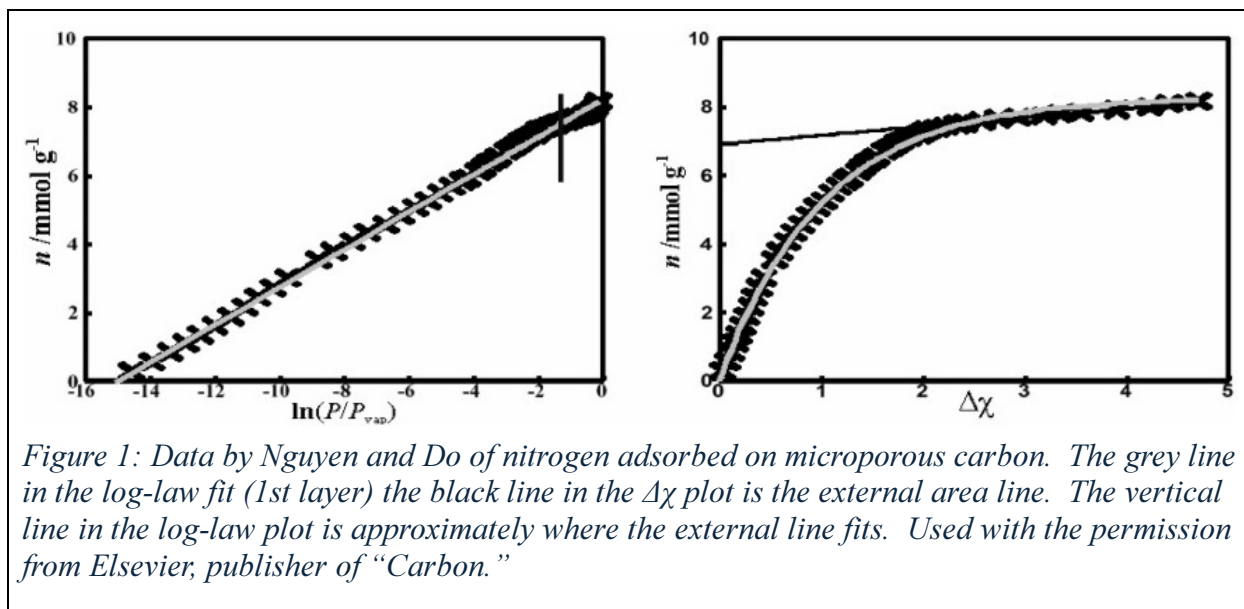 10
8
6
4
2
0
n /mmol g⁻¹
-16 -14 -12 -10 -8 -6 -4 -2 0
ln(P/Pvap)
10
8
6
4
2
0
n /mmol g⁻¹
0 1 2 3 4 5
Δχ
Figure 1: Data by Nguyen and Do of nitrogen adsorbed on microporous carbon. The grey line
in the log-law fit (1st layer) the black line in the Δχ plot is the external area line. The vertical
line in the log-law plot is approximately where the external line fits. Used with the permission
from Elsevier, publisher of “Carbon.”